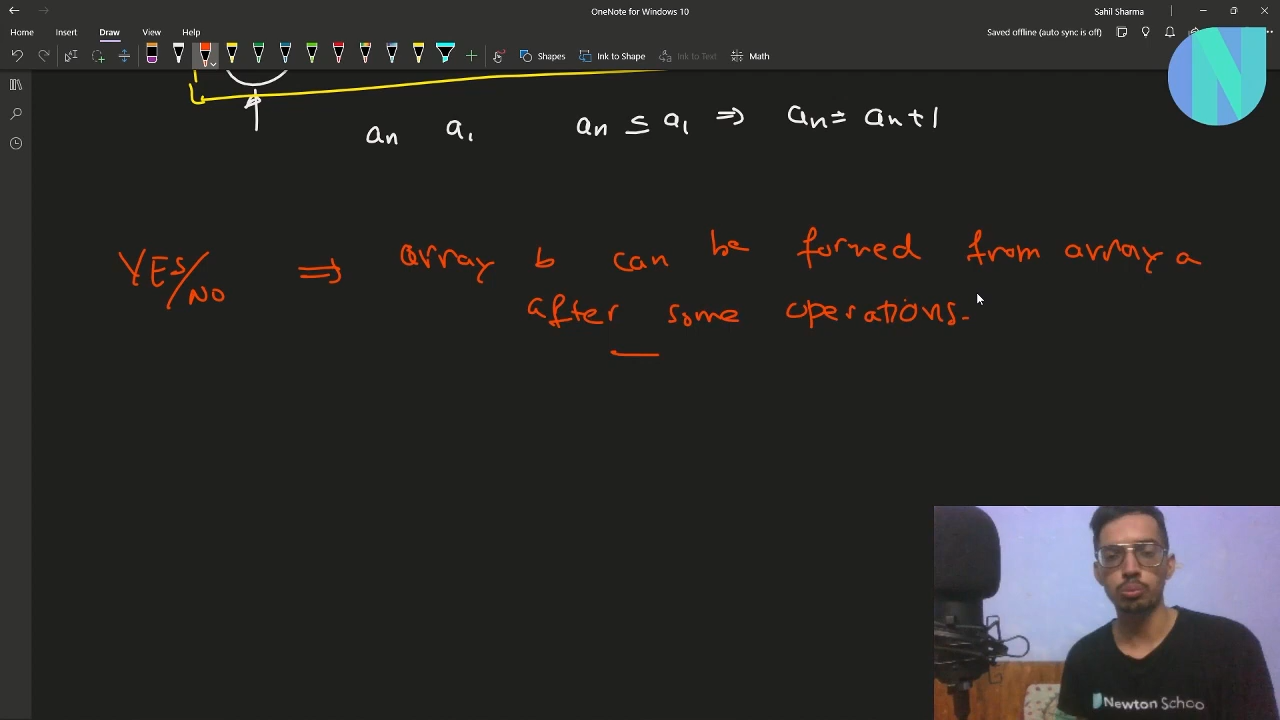 OneNote for Windows 10
Sahil Sharma
Home Insert Draw View Help
Saved offline (auto sync is off)
Shapes Ink to Shape Ink to Text Math
an a1 an ≤ a1 ⇒ an = an+1
YES/NO ⇒ array b can be formed from array a
after some operations.
N
Newton Schoo